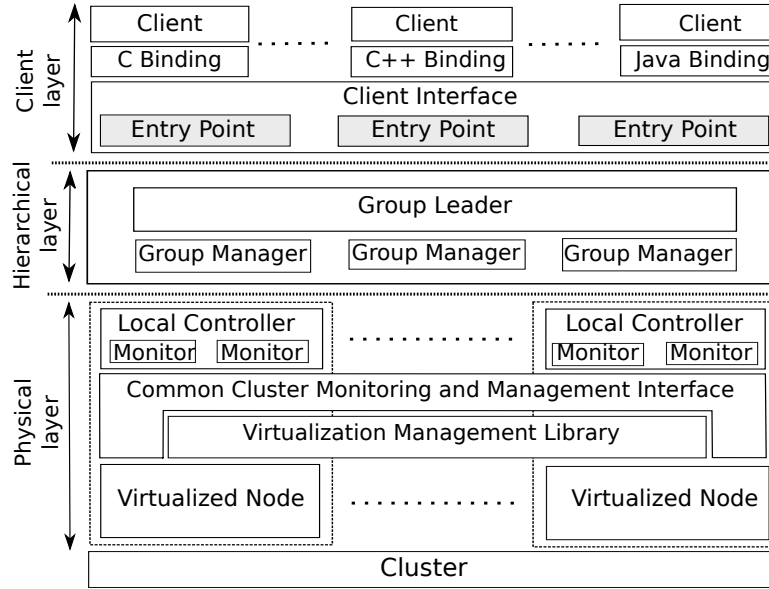 Client Client Client
C Binding C++ Binding Java Binding
Client Interface
Entry Point Entry Point Entry Point
Client
layer
Group Leader
Group Manager Group Manager Group Manager
Hierarchical
layer
Local Controller Local Controller
Monitor Monitor Monitor Monitor
Common Cluster Monitoring and Management Interface
Virtualization Management Library
Virtualized Node Virtualized Node
Physical
layer
Cluster